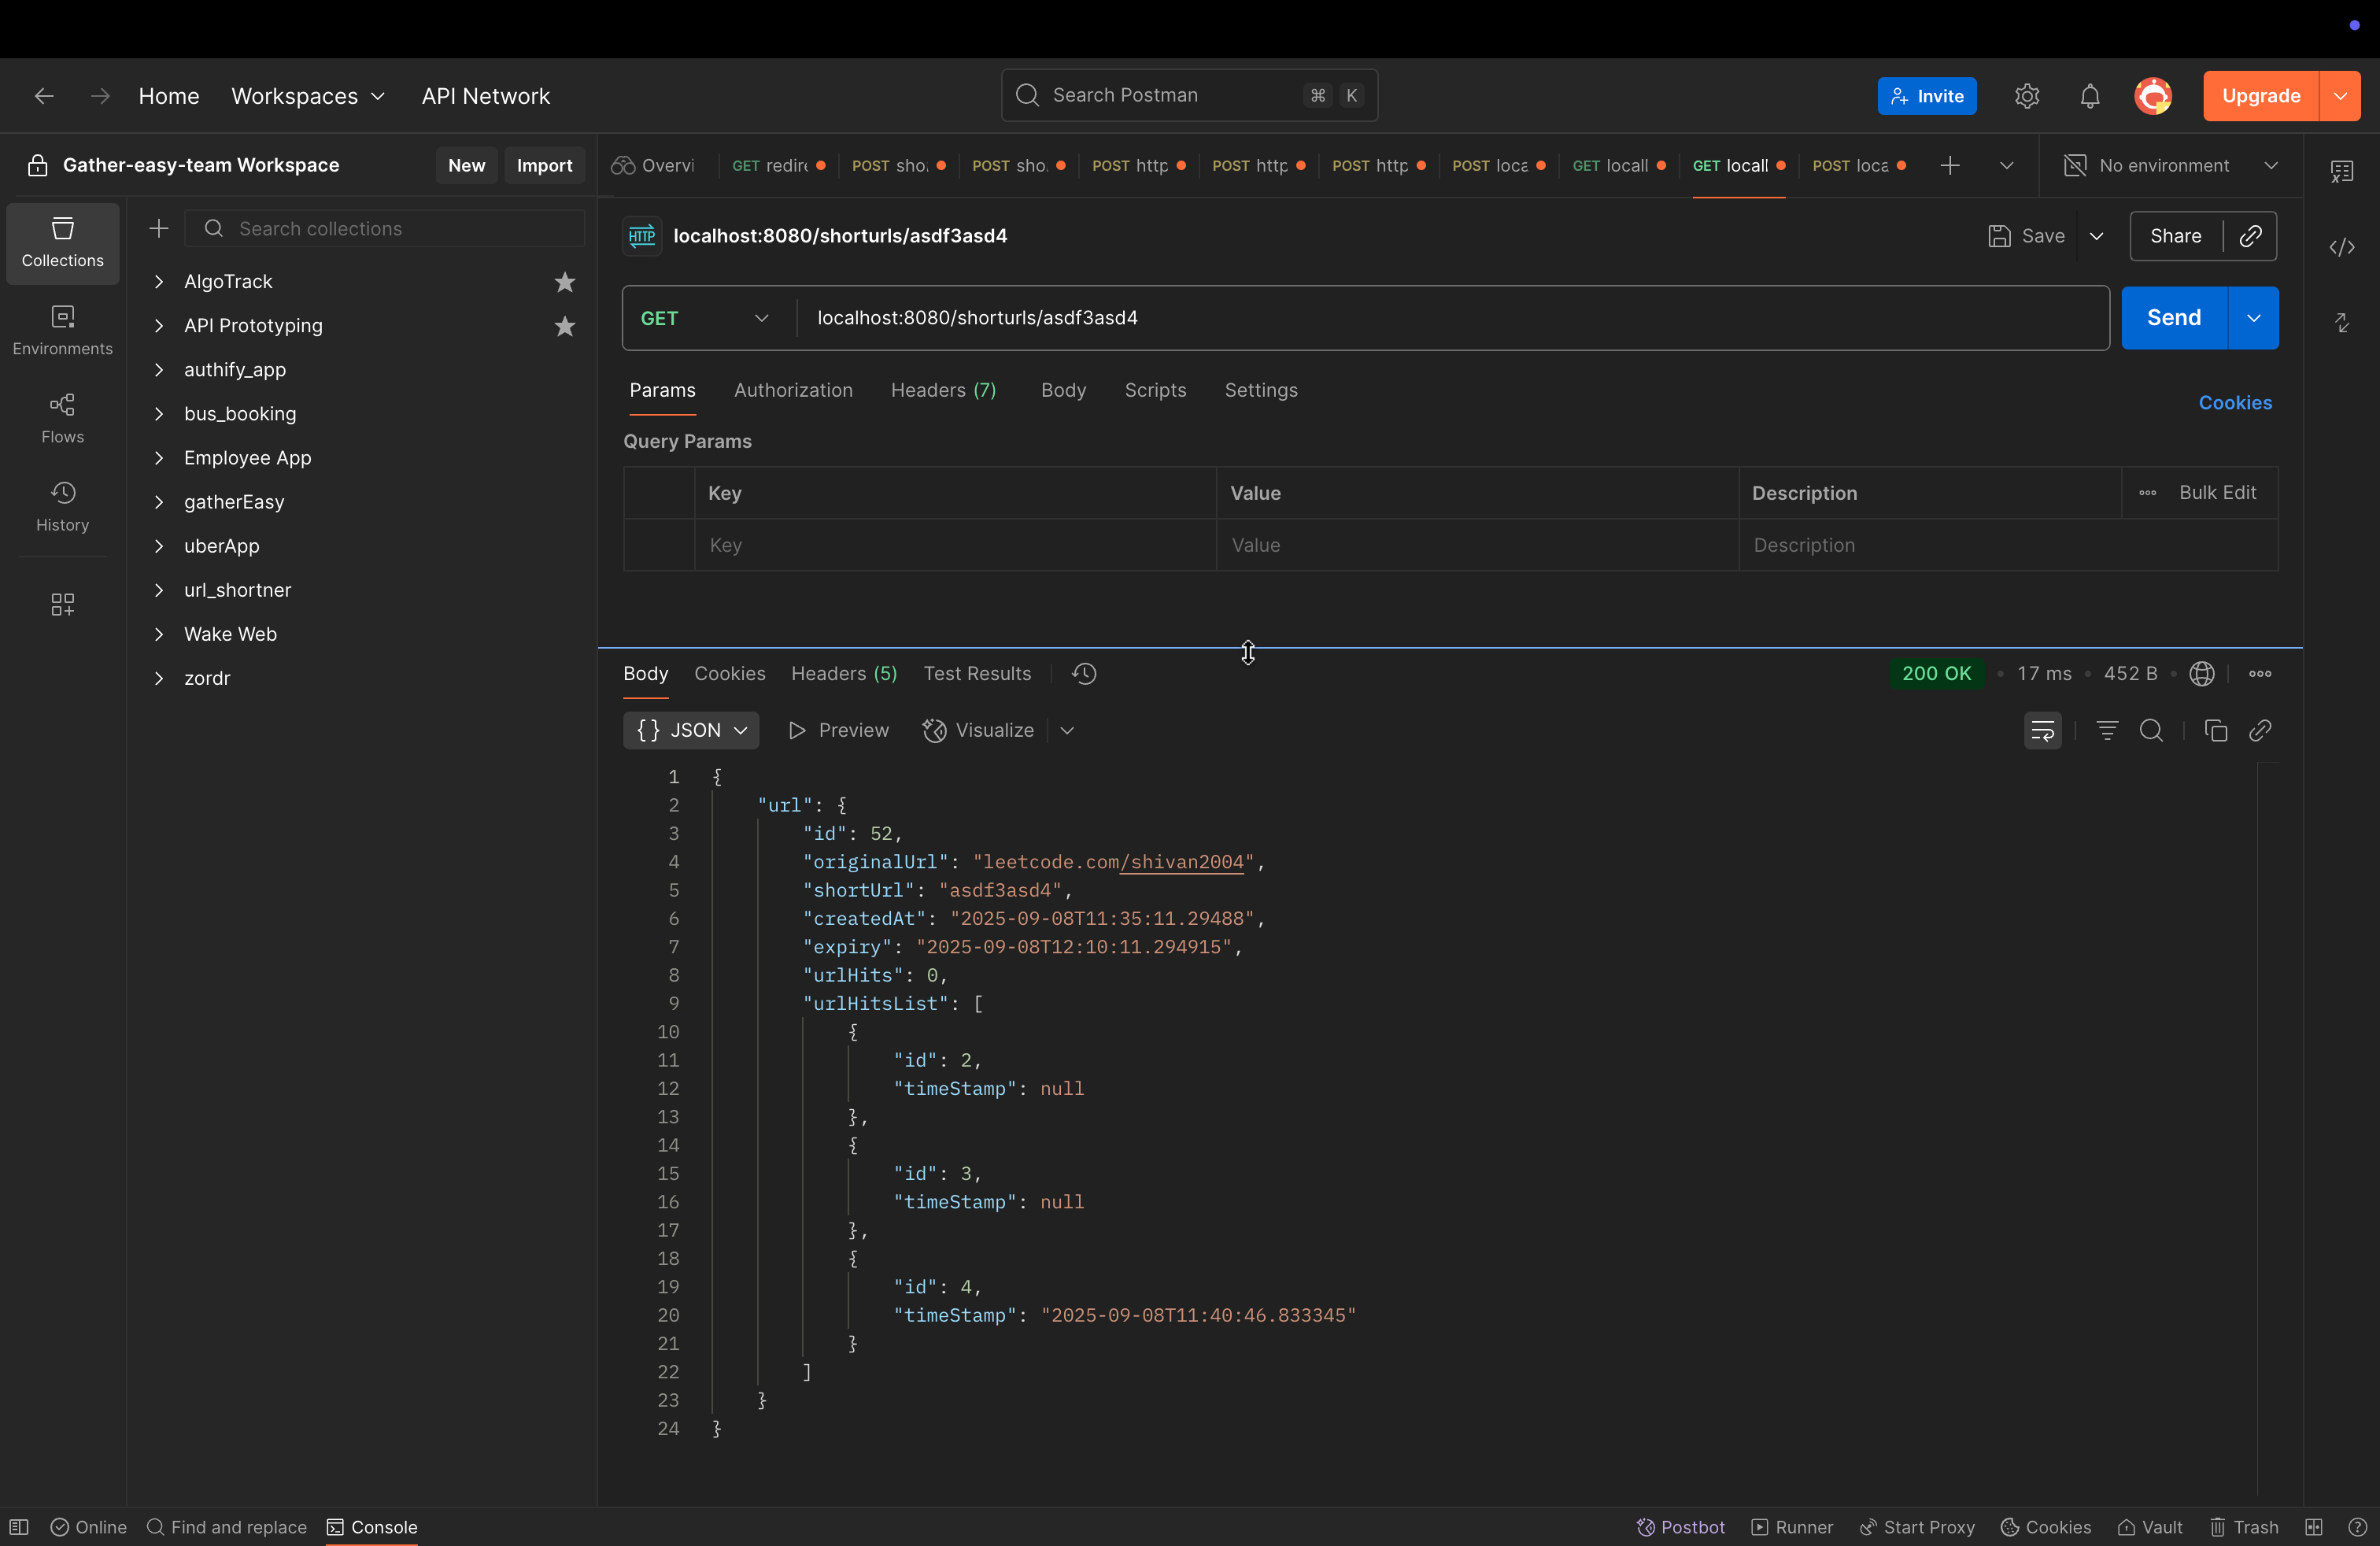 Home Workspaces API Network Search Postman ⌘ K Invite Upgrade
Gather-easy-team Workspace New Import Overvi GET redire POST sho. POST sho. POST http POST http POST http POST loca GET locall GET locall POST loca No environment
Collections
Environments
Flows
History
Search collections
AlgoTrack
API Prototyping
authify_app
bus_booking
Employee App
gatherEasy
uberApp
url_shortner
Wake Web
zordr
HTTP localhost:8080/shorturls/asdf3asd4 Save Share
GET localhost:8080/shorturls/asdf3asd4 Send
Params Authorization Headers (7) Body Scripts Settings Cookies
Query Params
Key Value Description Bulk Edit
Key Value Description
Body Cookies Headers (5) Test Results 200 OK • 17 ms • 452 B
{} JSON Preview Visualize
1 {
2 "url": {
3 "id": 52,
4 "originalUrl": "leetcode.com/shivan2004",
5 "shortUrl": "asdf3asd4",
6 "createdAt": "2025-09-08T11:35:11.29488",
7 "expiry": "2025-09-08T12:10:11.294915",
8 "urlHits": 0,
9 "urlHitsList": [
10 {
11 "id": 2,
12 "timeStamp": null
13 },
14 {
15 "id": 3,
16 "timeStamp": null
17 },
18 {
19 "id": 4,
20 "timeStamp": "2025-09-08T11:40:46.833345"
21 }
22 ]
23 }
24 }
Online Find and replace Console Postbot Runner Start Proxy Cookies Vault Trash